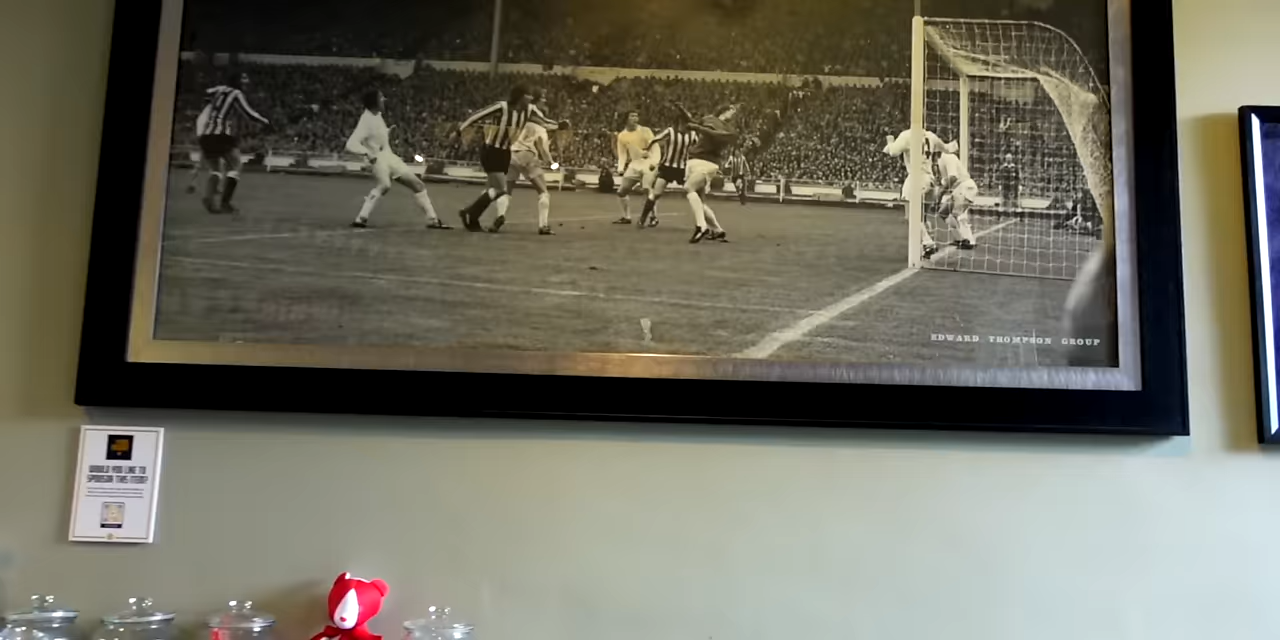 EDWARD THOMPSON GROUP
WOULD YOU LIKE TO
SPONSOR THIS ITEM?